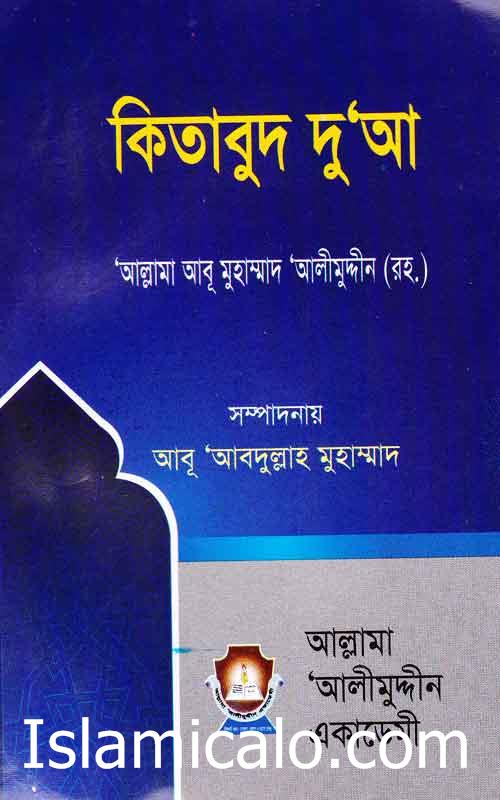 কিতাবুদ দু‘আ
‘আল্লামা আবূ মুহাম্মাদ ‘আলীমুদ্দীন (রহ.)
সম্পাদনায়
আবূ ‘আবদুল্লাহ মুহাম্মাদ
আল্লামা
‘আলীমুদ্দীন
একাডেমী
Islamicalo.com